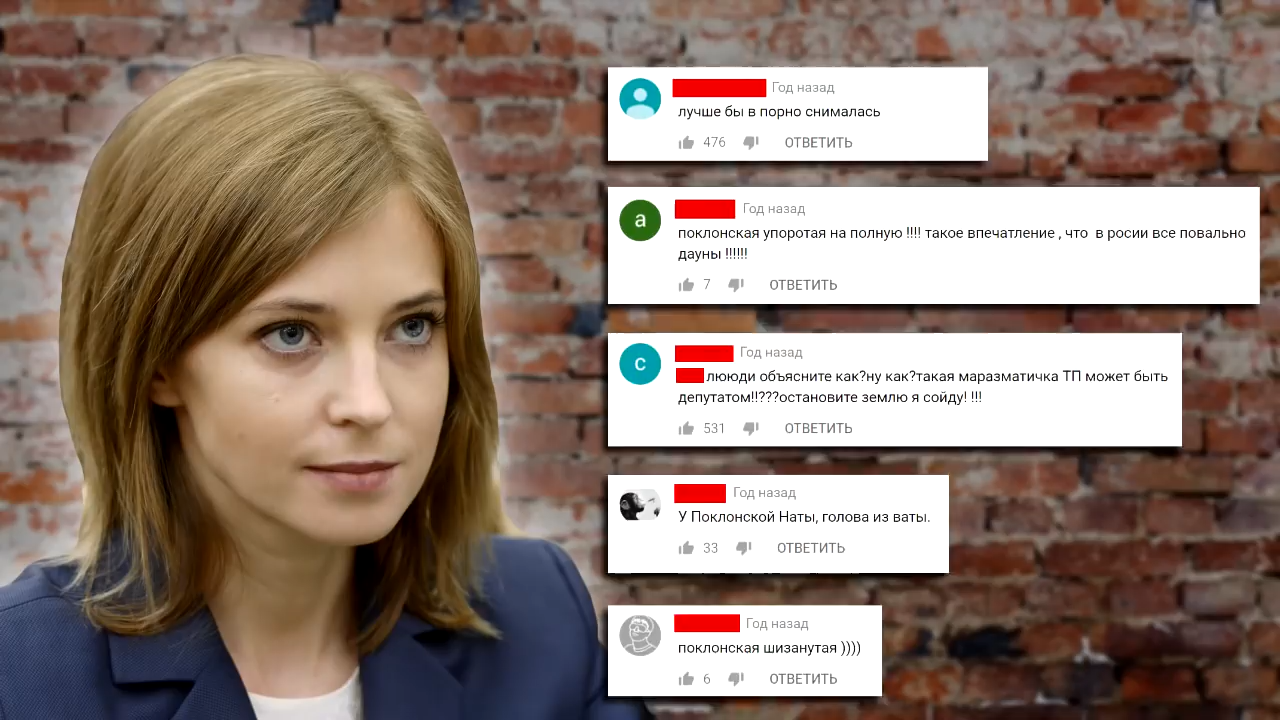 Год назад
лучше бы в порно снималась
476 ОТВЕТИТЬ
а
Год назад
поклонская упоротая на полную !!!! такое впечатление , что в росии все повально
дауны !!!!!!
7 ОТВЕТИТЬ
С
Год назад
лююди объясните как?ну как?такая маразматичка ТП может быть
депутатом!!???остановите землю я сойду! !!!
531 ОТВЕТИТЬ
Год назад
У Поклонской Наты, голова из ваты.
33 ОТВЕТИТЬ
Год назад
поклонская шизанутая ))))
6 ОТВЕТИТЬ